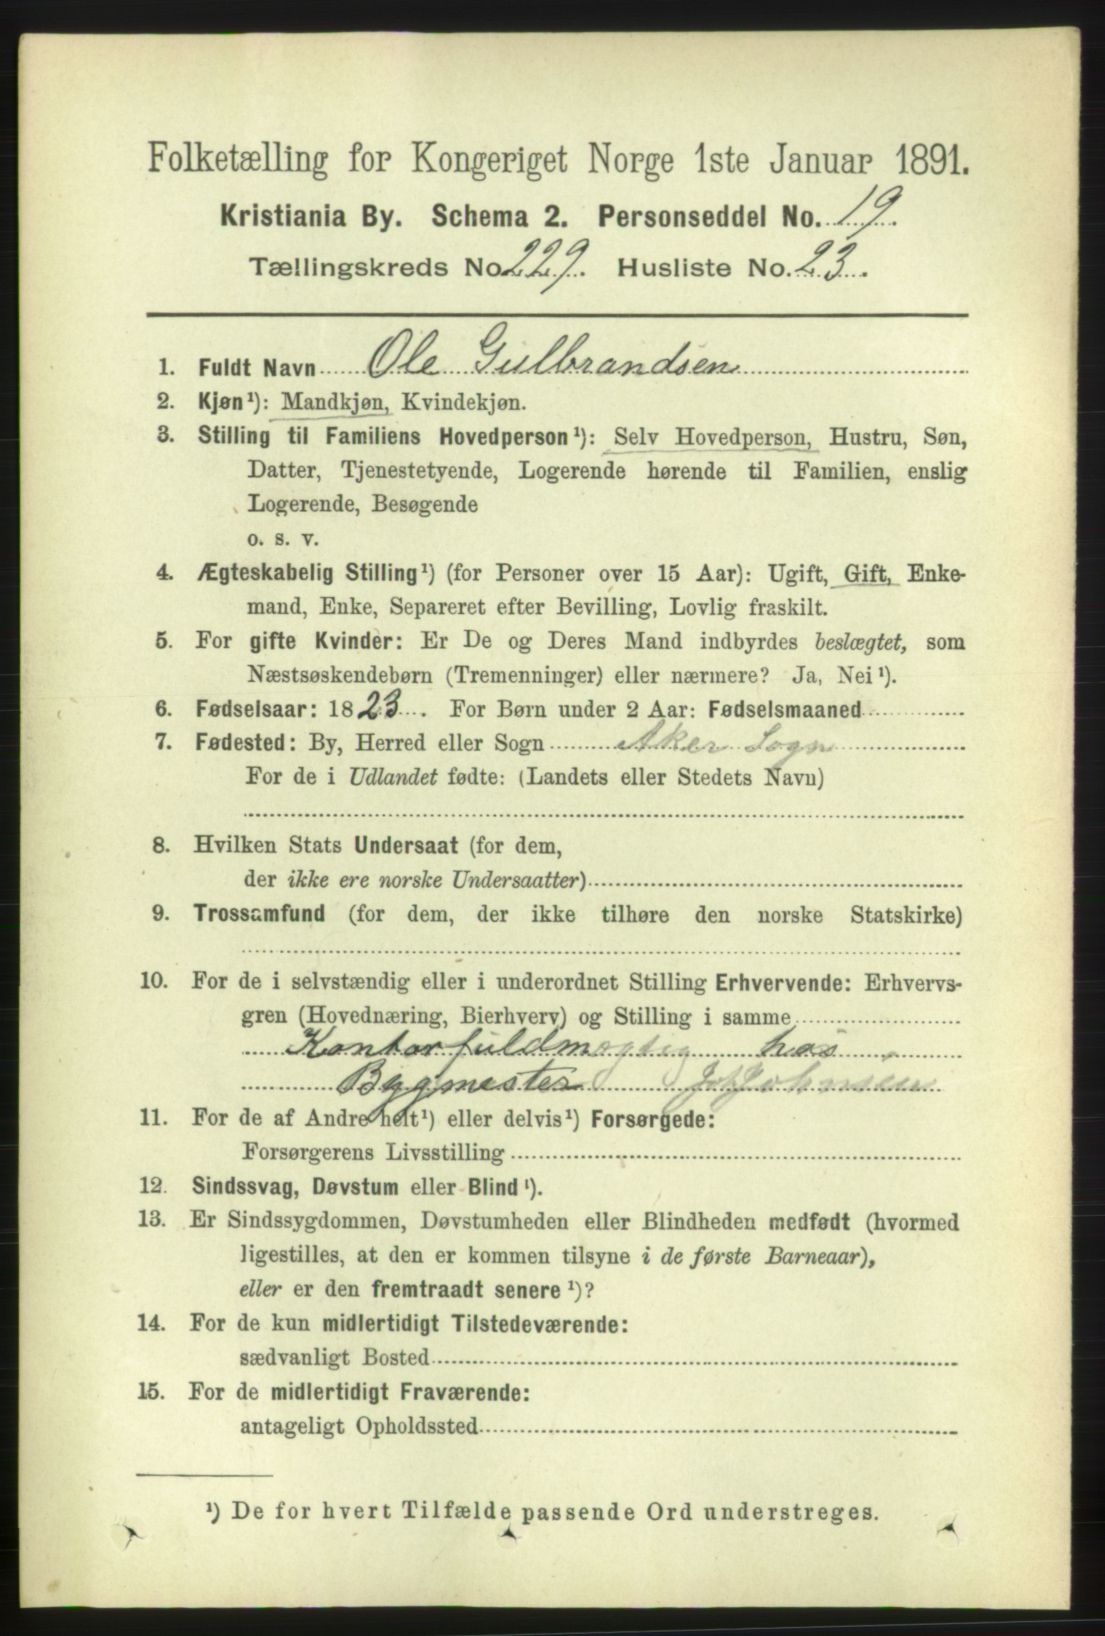 Folketælling for Kongeriget Norge 1ste Januar 1891.
Kristiania By. Schema 2. Personseddel No. 19.
Tællingskreds No. 229. Husliste No. 23.
1. Fuldt Navn Ole Gulbrandsen
2. Kjøn¹): Mandkjøn, Kvindekjøn.
3. Stilling til Familiens Hovedperson¹): Selv Hovedperson, Hustru, Søn,
Datter, Tjenestetyende, Logerende hørende til Familien, enslig
Logerende, Besøgende
o. s. v.
4. Ægteskabelig Stilling¹) (for Personer over 15 Aar): Ugift, Gift, Enke-
mand, Enke, Separeret efter Bevilling, Lovlig fraskilt.
5. For gifte Kvinder: Er De og Deres Mand indbyrdes beslægtet, som
Næstsøskendebørn (Tremenninger) eller nærmere? Ja, Nei¹).
6. Fødselsaar: 1823. For Børn under 2 Aar: Fødselsmaaned
7. Fødested: By, Herred eller Sogn Aker Sogn
For de i Udlandet fødte: (Landets eller Stedets Navn)
8. Hvilken Stats Undersaat (for dem,
der ikke ere norske Undersaatter)
9. Trossamfund (for dem, der ikke tilhøre den norske Statskirke)
10. For de i selvstændig eller i underordnet Stilling Erhvervende: Erhvervs-
gren (Hovednæring, Bierhverv) og Stilling i samme
Kontorfuldmægtig hos
Bygmester Johnsen
11. For de af Andre helt¹) eller delvis¹) Forsørgede:
Forsørgerens Livsstilling
12. Sindssvag, Døvstum eller Blind¹).
13. Er Sindssygdommen, Døvstumheden eller Blindheden medfødt (hvormed
ligestilles, at den er kommen tilsyne i de første Barneaar),
eller er den fremtraadt senere¹)?
14. For de kun midlertidigt Tilstedeværende:
sædvanligt Bosted
15. For de midlertidigt Fraværende:
antageligt Opholdssted
¹) De for hvert Tilfælde passende Ord understreges.